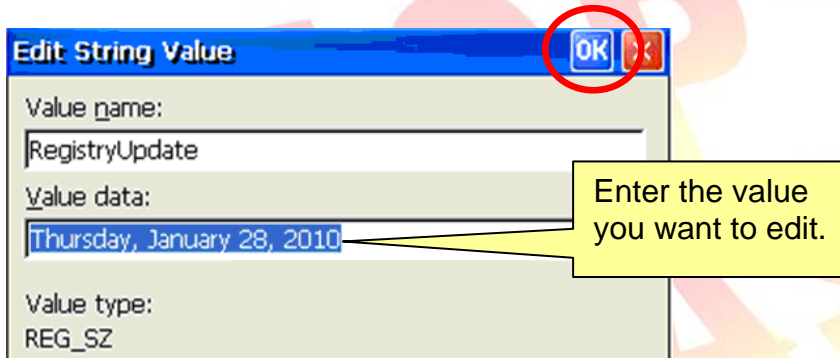 Edit String Value OK
Value name:
RegistryUpdate
Value data:
Thursday, January 28, 2010
Enter the value
you want to edit.
Value type:
REG_SZ